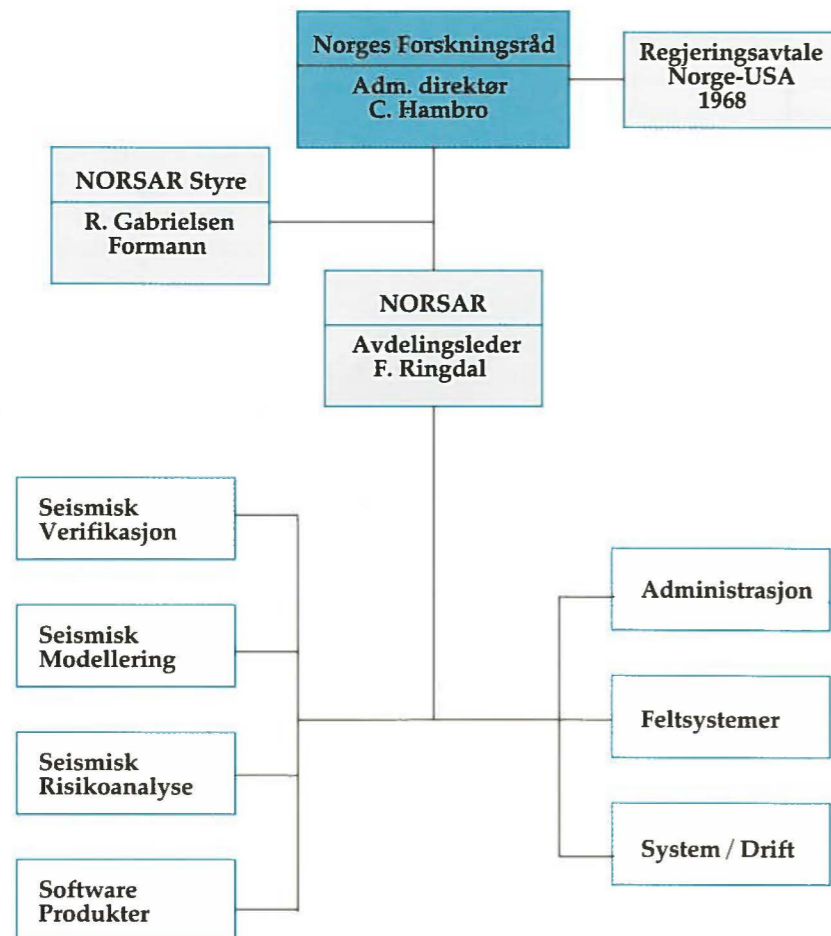 Norges Forskningsråd
Adm. direktør
C. Hambro
Regjeringsavtale
Norge-USA
1968
NORSAR Styre
R. Gabrielsen
Formann
NORSAR
Avdelingsleder
F. Ringdal
Seismisk
Verifikasjon
Seismisk
Modellering
Seismisk
Risikoanalyse
Software
Produkter
Administrasjon
Feltsystemer
System / Drift